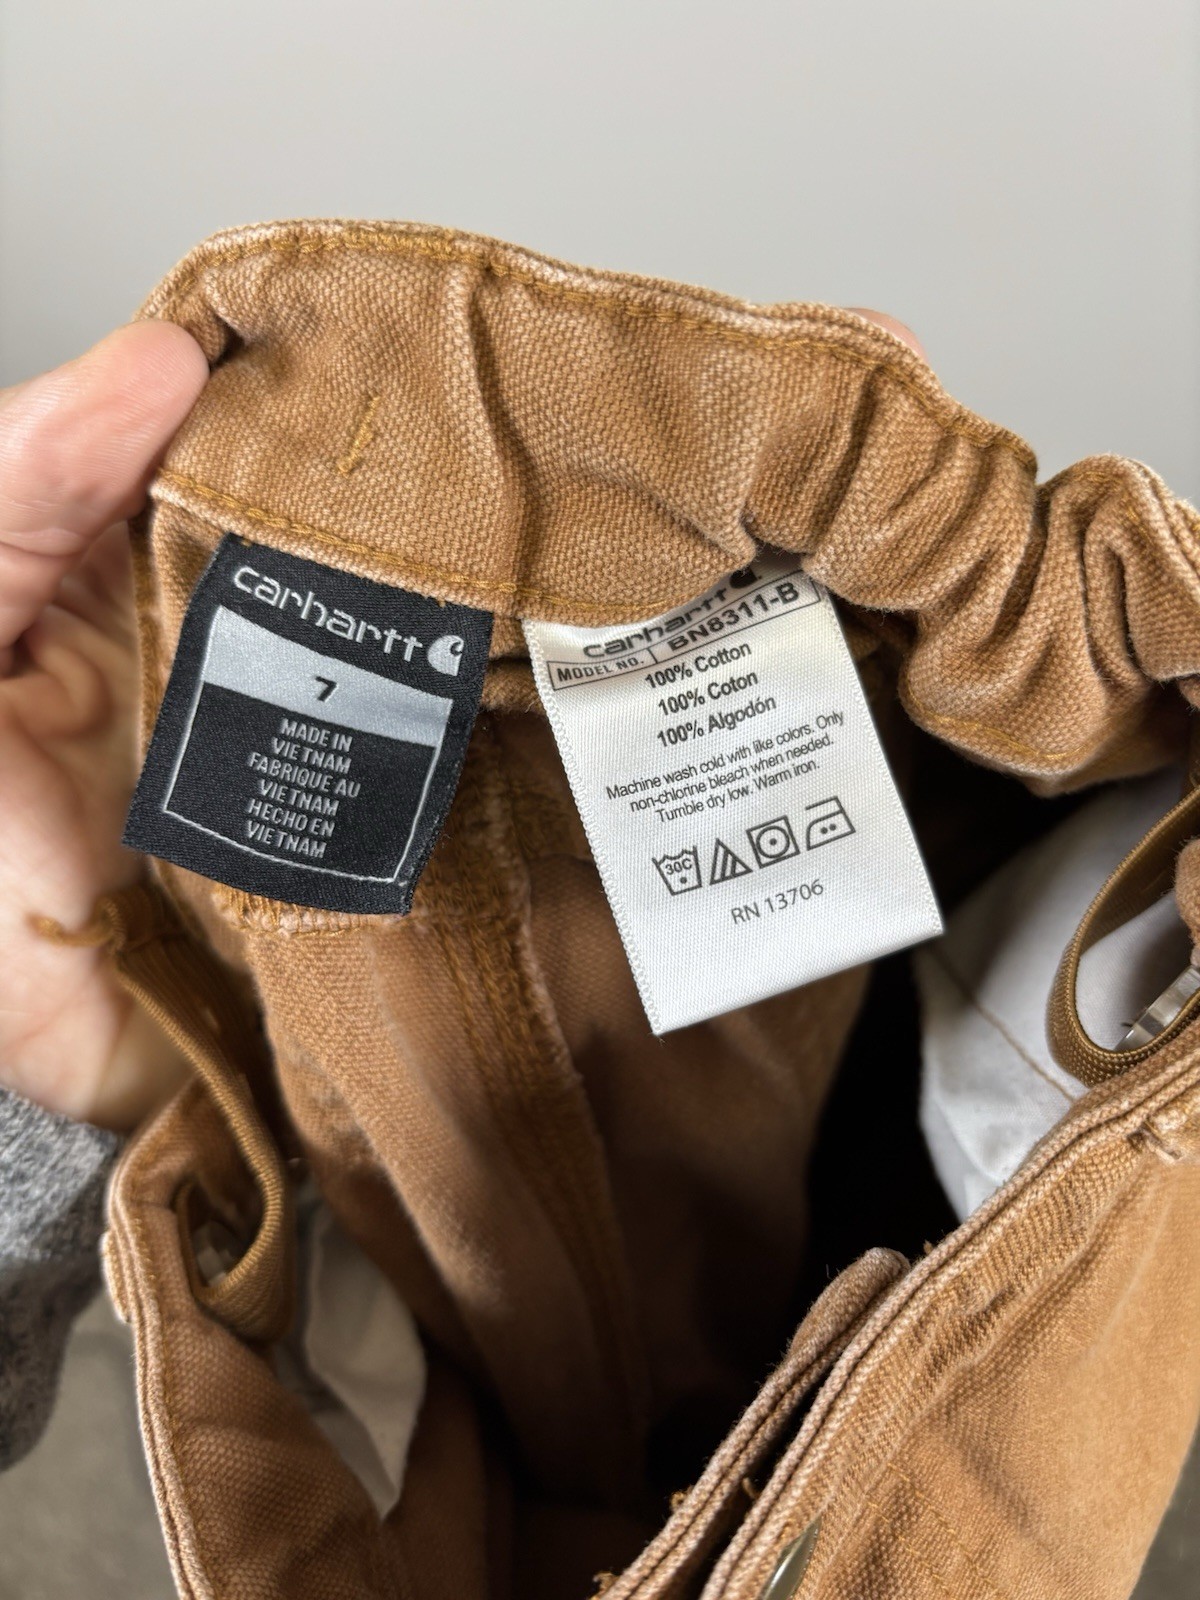 carhartt
7
MADE IN
VIETNAM
FABRIQUE AU
VIETNAM
HECHO EN
VIETNAM
carhartt
MODEL NO. BN8311-B
100% Cotton
100% Coton
100% Algodón
Machine wash cold with like colors. Only
non-chlorine bleach when needed.
Tumble dry low. Warm iron.
30C
RN 13706